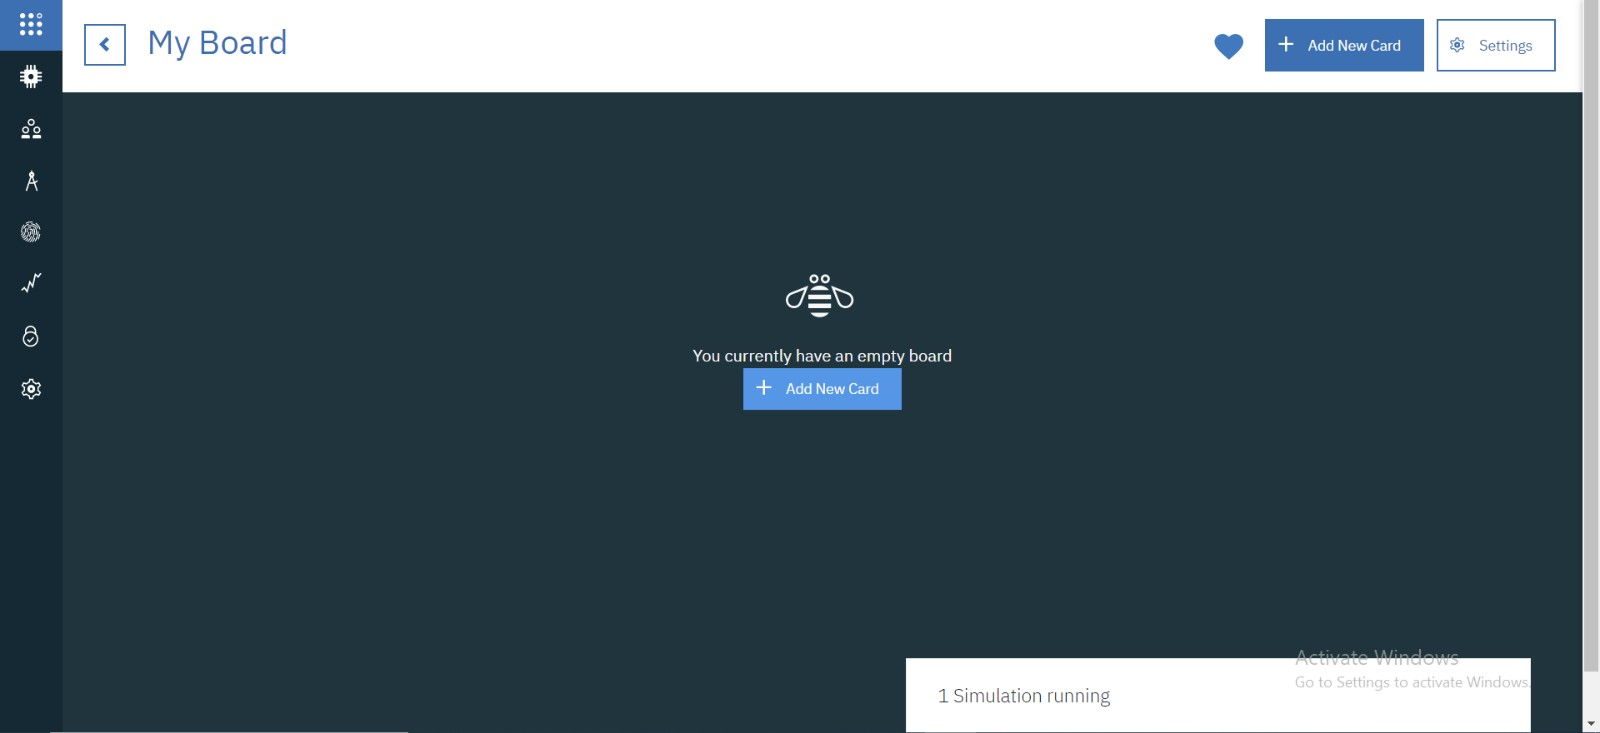 My Board
Add New Card
Settings
You currently have an empty board
Add New Card
Activate Windows
Go to Settings to activate Windows.
1 Simulation running